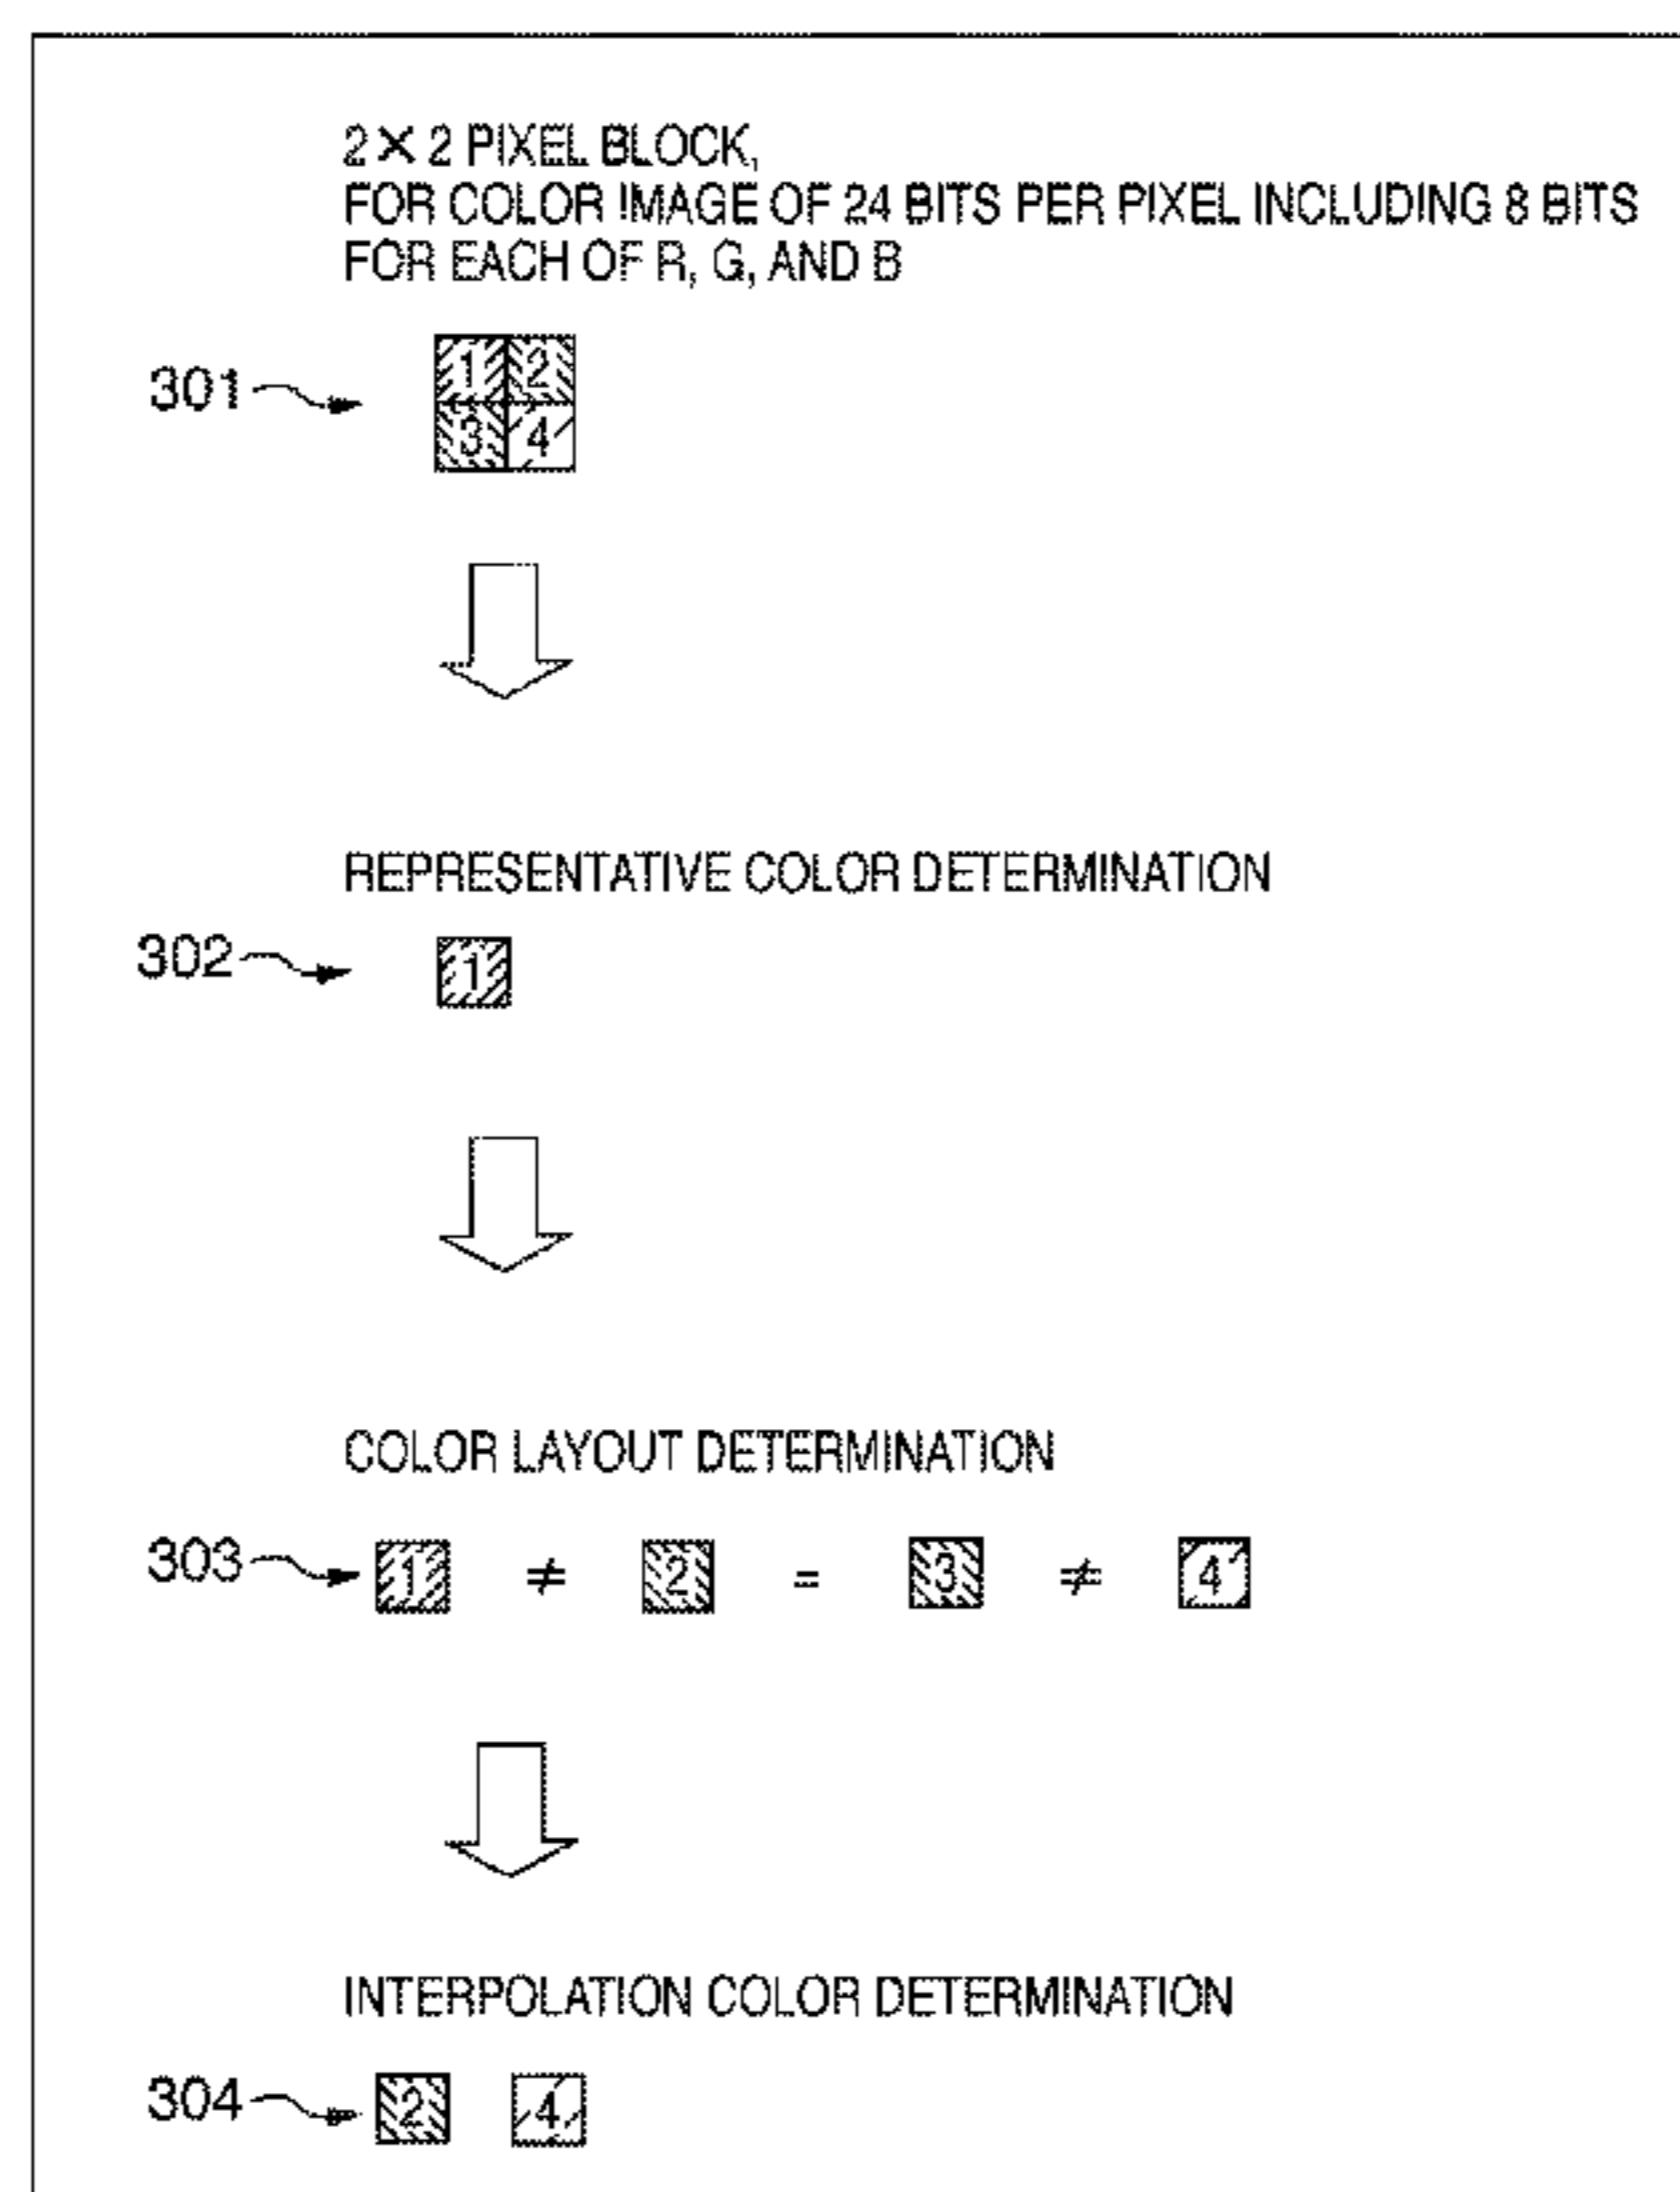 2 × 2 PIXEL BLOCK,
FOR COLOR IMAGE OF 24 BITS PER PIXEL INCLUDING 8 BITS
FOR EACH OF R, G, AND B
301
1 2
3 4
REPRESENTATIVE COLOR DETERMINATION
302 1
COLOR LAYOUT DETERMINATION
303 1 ≠ 2 = 3 ≠ 4
INTERPOLATION COLOR DETERMINATION
304 2 4